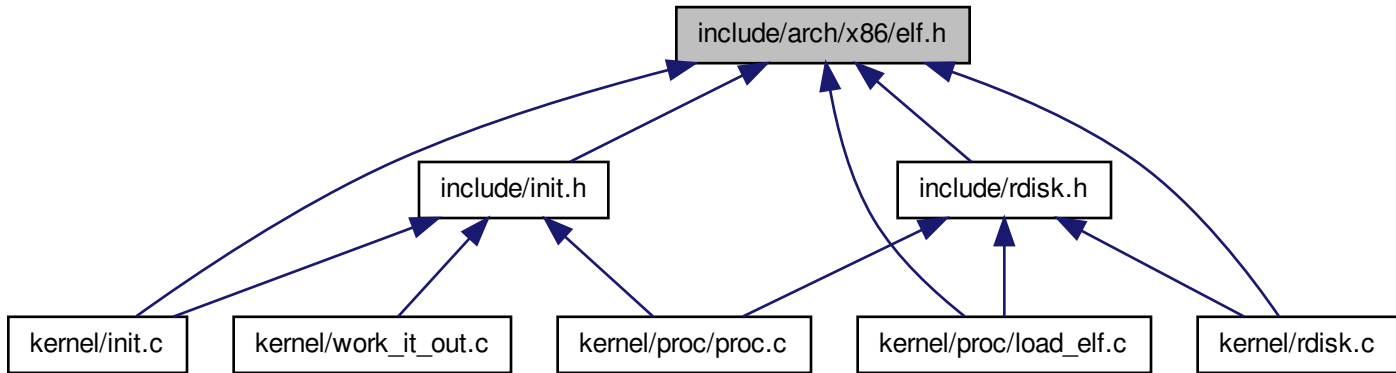 include/arch/x86/elf.h
include/init.h
include/rdisk.h
kernel/init.c
kernel/work_it_out.c
kernel/proc/proc.c
kernel/proc/load_elf.c
kernel/rdisk.c